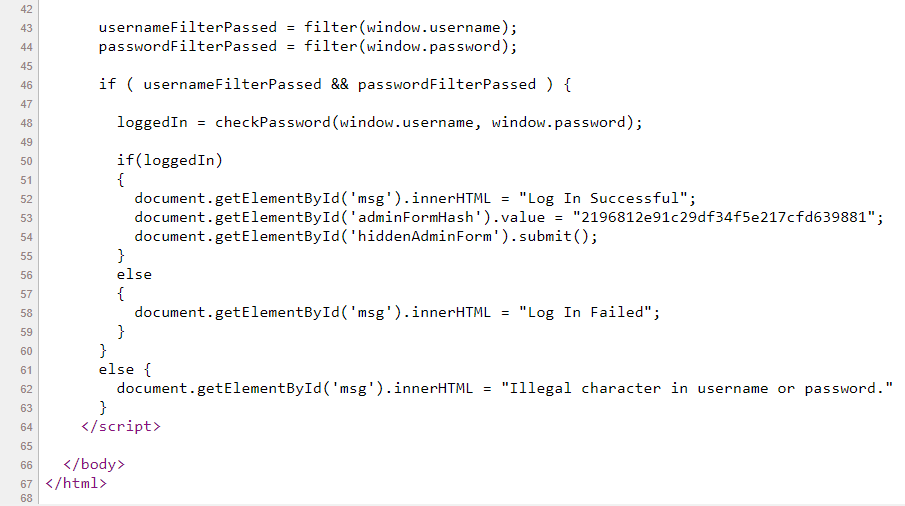 42
43 usernameFilterPassed = filter(window.username);
44 passwordFilterPassed = filter(window.password);
45
46 if ( usernameFilterPassed && passwordFilterPassed ) {
47
48 loggedIn = checkPassword(window.username, window.password);
49
50 if(loggedIn)
51 {
52 document.getElementById('msg').innerHTML = "Log In Successful";
53 document.getElementById('adminFormHash').value = "2196812e91c29df34f5e217cfd639881";
54 document.getElementById('hiddenAdminForm').submit();
55 }
56 else
57 {
58 document.getElementById('msg').innerHTML = "Log In Failed";
59 }
60 }
61 else {
62 document.getElementById('msg').innerHTML = "Illegal character in username or password."
63 }
64 </script>
65
66 </body>
67 </html>
68